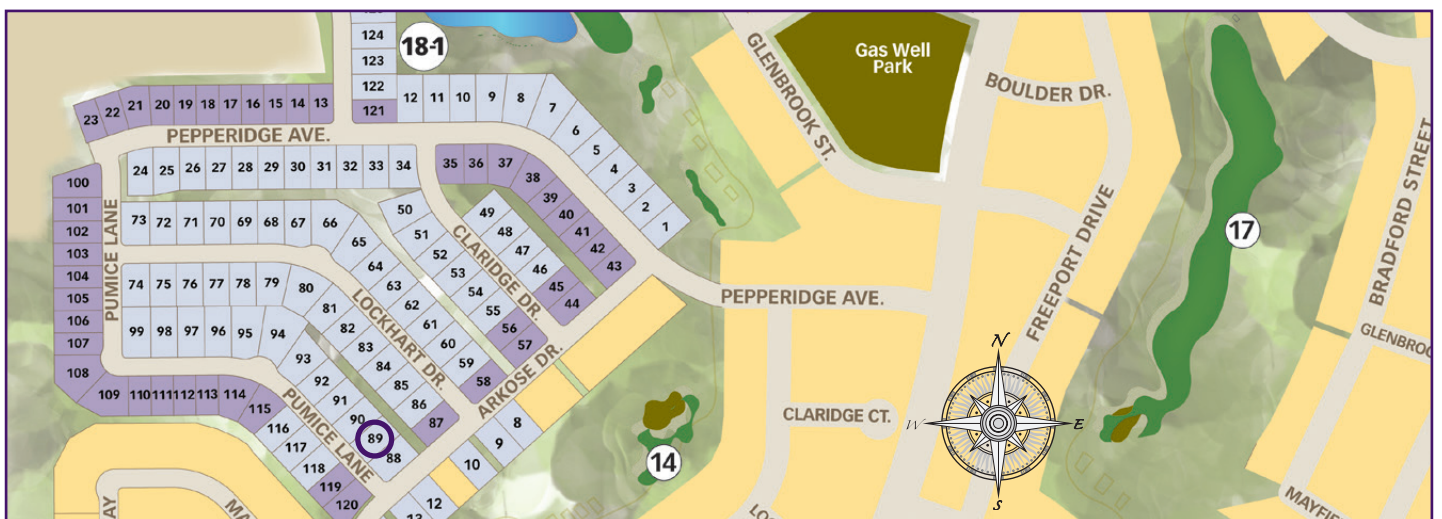 124
123
122
121
18-1
12 11 10 9 8 7 6 5 4 3 2 1
Gas Well
Park
GLENBROOK ST.
BOULDER DR.
23 22 21 20 19 18 17 16 15 14 13
PEPPERIDGE AVE.
24 25 26 27 28 29 30 31 32 33 34
35 36 37 38 39 40 41 42 43
100
101
102
103
104
105
106
107
108
109 110 111 112 113 114 115 116 117 118 119 120
PUMICE LANE
73 72 71 70 69 68 67 66 65 64 63 62 61 60 59 58
50 51 52 53 54 55 56 57
49 48 47 46 45 44
CLARIDGE DR.
74 75 76 77 78 79 80 81 82 83 84 85 86 87
99 98 97 96 95 94 93 92 91 90 89 88
LOCKHART DR.
PUMICE LANE
ARKOSE DR.
8
9
10
12
13
14
17
PEPPERIDGE AVE.
FREEPORT DRIVE
BRADFORD STREET
GLENBROO
CLARIDGE CT.
N
W E
S
MAYFI
LO
AY
MA